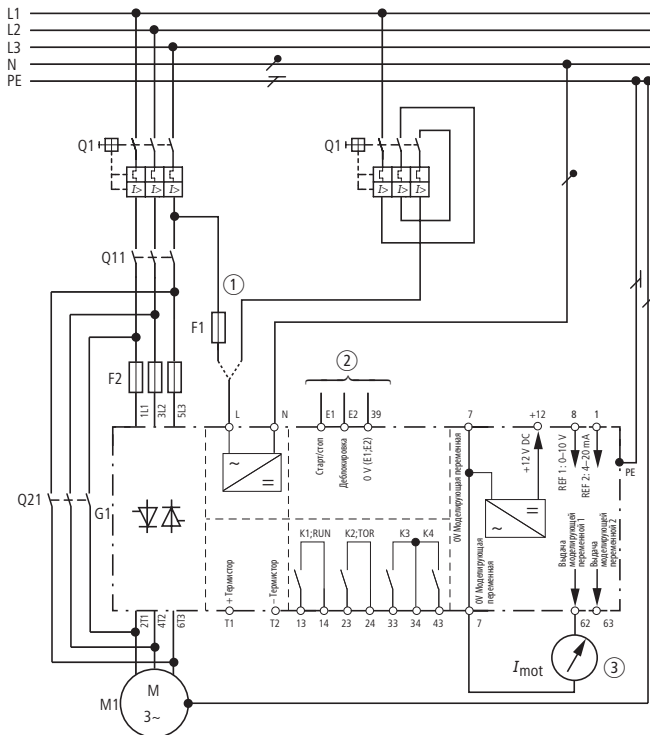 L1
L2
L3
N
PE
Q1
I> I> I>
Q1
I> I> I>
Q11
①
F1
②
F2
1L1
3L2
5L3
L
N
E1
E2
39
7
+12
8
1
Старт/стоп
Деблокировка
0 V (E1;E2)
0V Моделирующая переменная
+12 V DC
REF 1: 0–10 V
REF 2: 4–20 mA
PE
~
=
~
=
Q21
G1
K1;RUN
K2;TOR
K3
K4
0V Моделирующая
переменная
Выдача
моделирующей
переменной 1
Выдача
моделирующей
переменной 2
+ Термистор
– Термистор
2T1
4T2
6T3
T1
T2
13
14
23
24
33
34
43
7
62
63
Imot
③
M1
M
3~